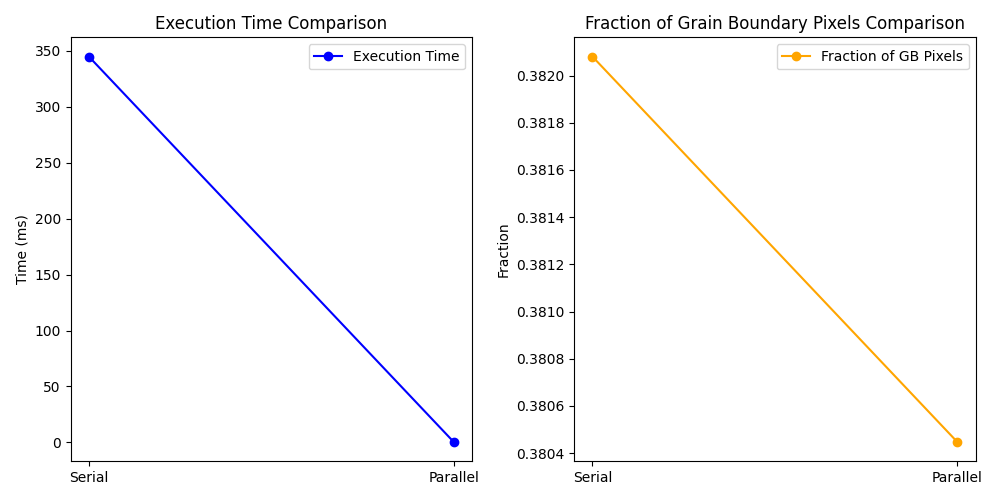 Execution Time Comparison
Time (ms)
350
300
250
200
150
100
50
0
Execution Time
Serial
Parallel
Fraction of Grain Boundary Pixels Comparison
Fraction
0.3820
0.3818
0.3816
0.3814
0.3812
0.3810
0.3808
0.3806
0.3804
Fraction of GB Pixels
Serial
Parallel